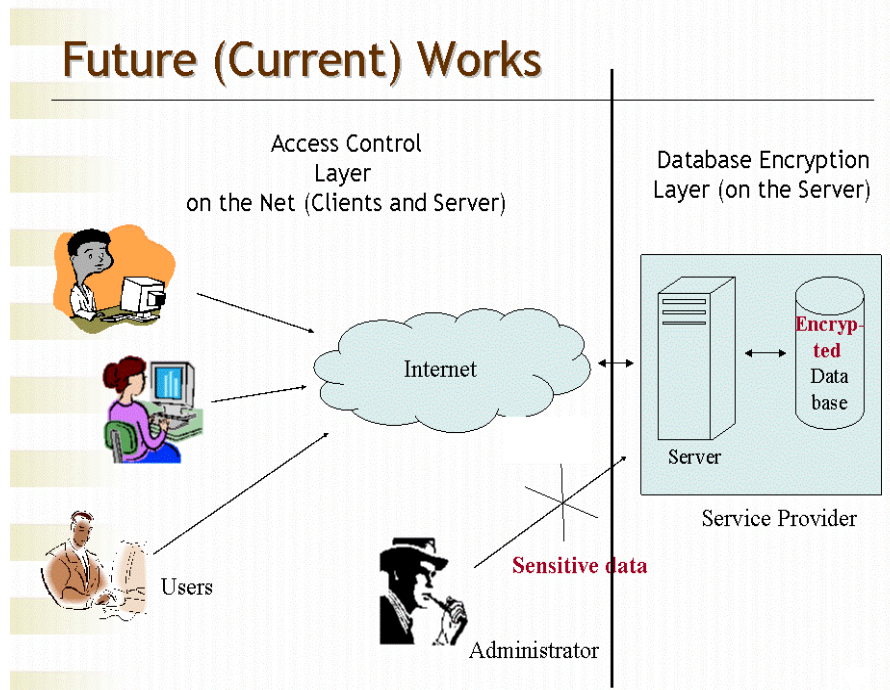 Future (Current) Works
Access Control
Layer
on the Net (Clients and Server)
Database Encryption
Layer (on the Server)
Internet
Encryp-
ted
Data
base
Server
Service Provider
Sensitive data
Users
Administrator